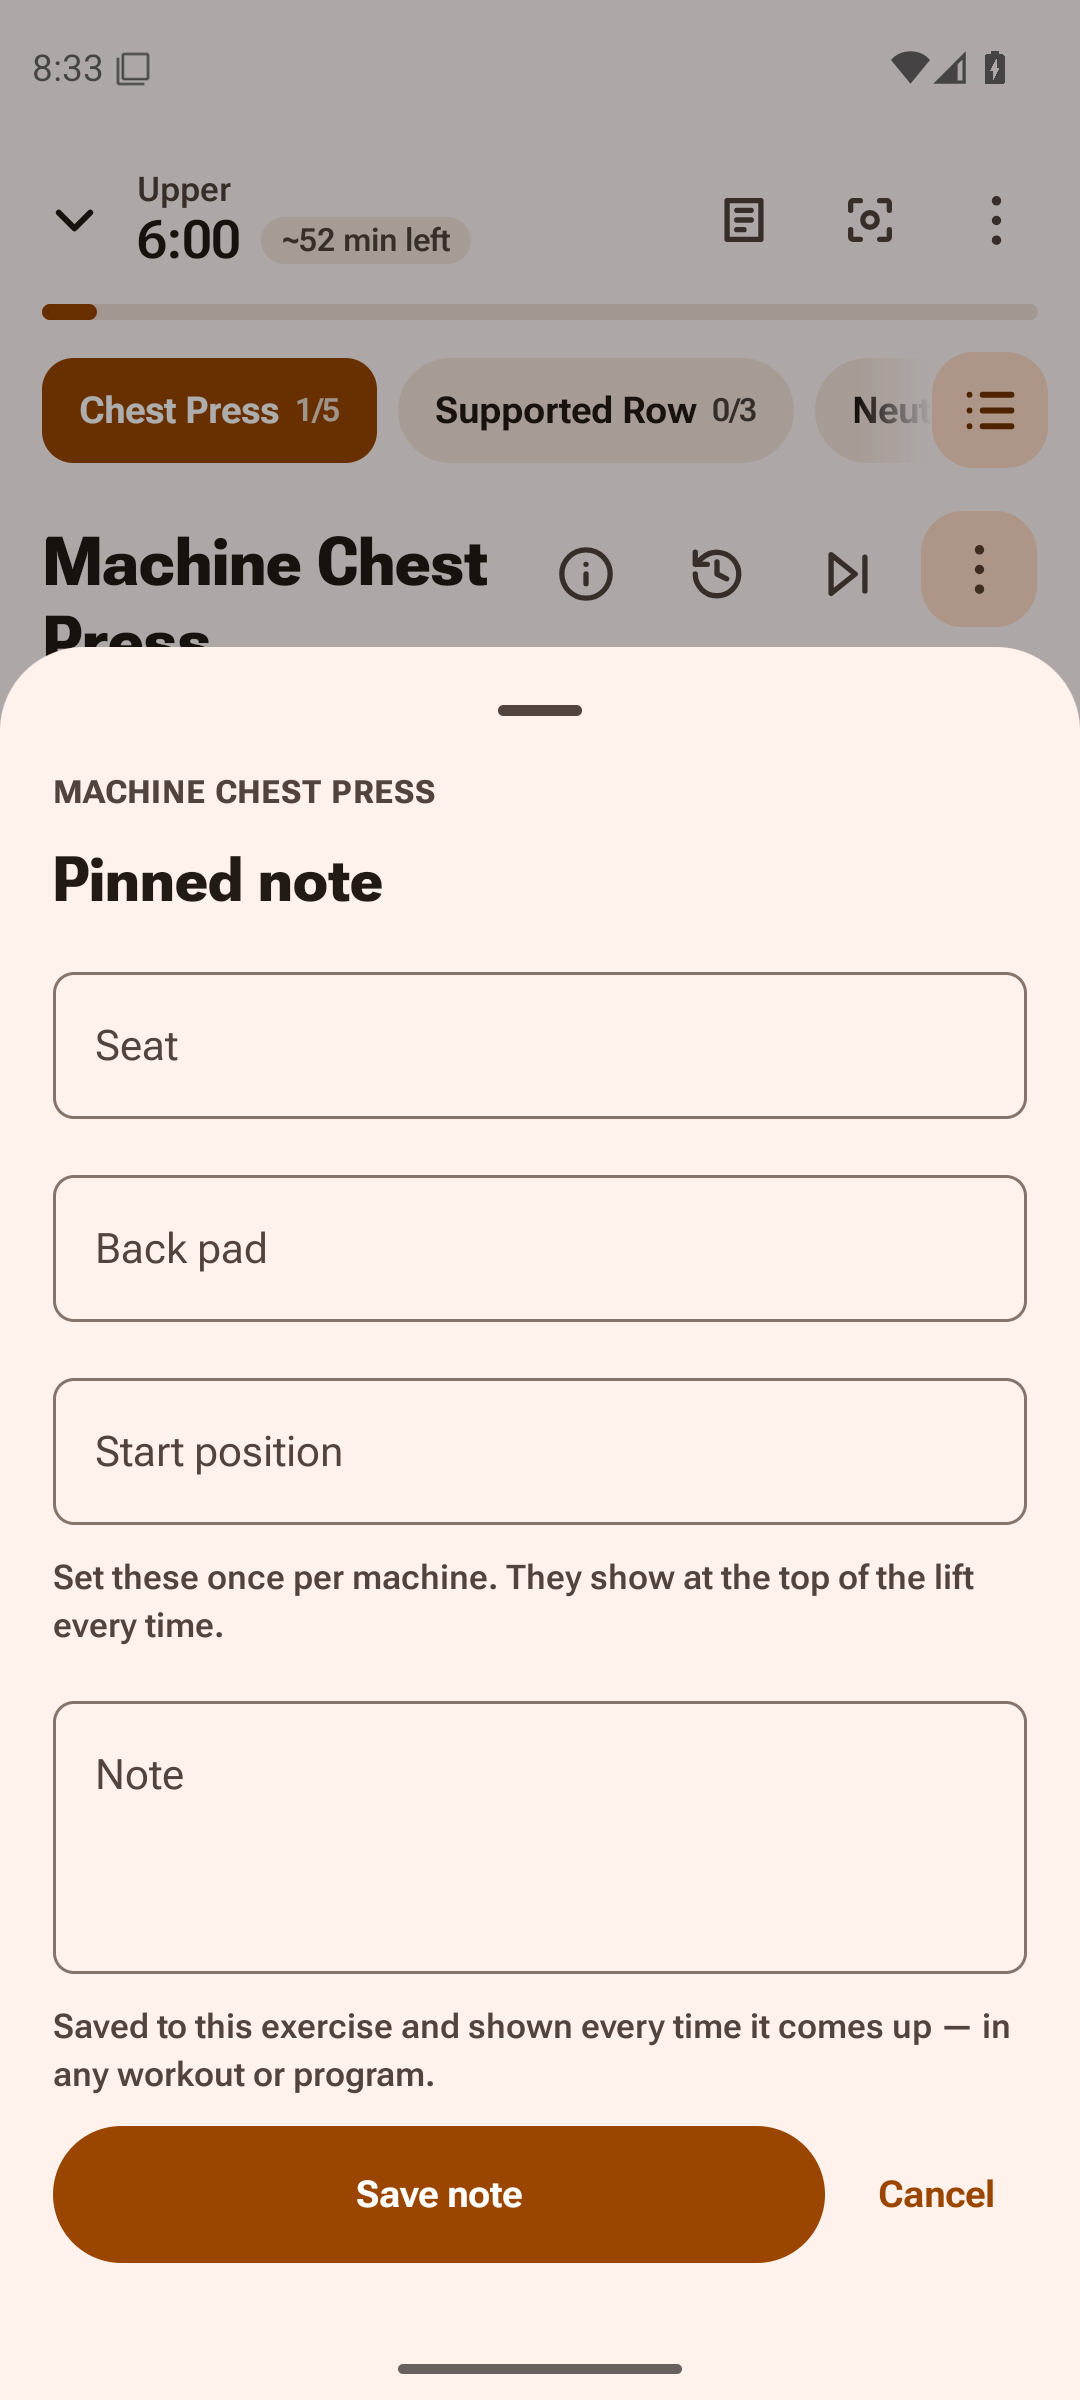 8:33
Upper
6:00 ~52 min left
Chest Press 1/5
Supported Row 0/3
Neut
Machine Chest
Press
MACHINE CHEST PRESS
Pinned note
Seat
Back pad
Start position
Set these once per machine. They show at the top of the lift
every time.
Note
Saved to this exercise and shown every time it comes up — in
any workout or program.
Save note
Cancel